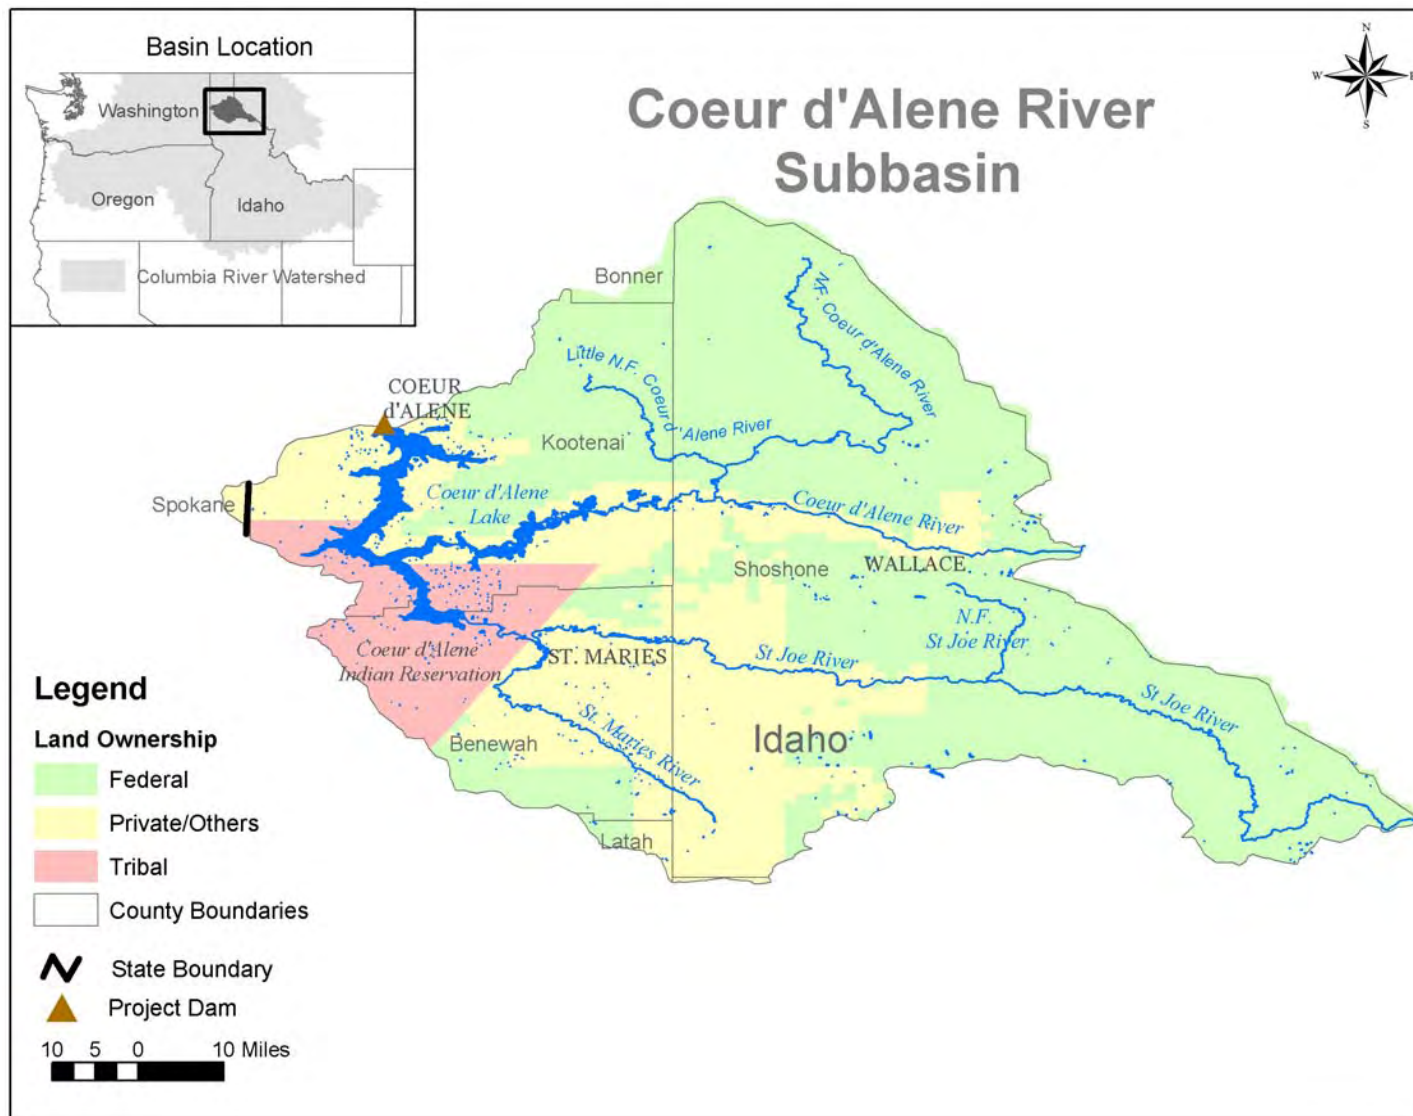 Basin Location
Washington
Oregon
Idaho
Columbia River Watershed
N
W
E
S
Coeur d'Alene River
Subbasin
Bonner
N.F. Coeur d'Alene River
Little N.F. Coeur d'Alene River
COEUR
d'ALENE
Kootenai
Spokane
Coeur d'Alene
Lake
Coeur d'Alene River
Shoshone
WALLACE
N.F.
St Joe River
Coeur d'Alene
Indian Reservation
ST. MARIES
St Joe River
St Joe River
St. Maries River
Benewah
Idaho
Latah
Legend
Land Ownership
Federal
Private/Others
Tribal
County Boundaries
State Boundary
Project Dam
10 5 0 10 Miles